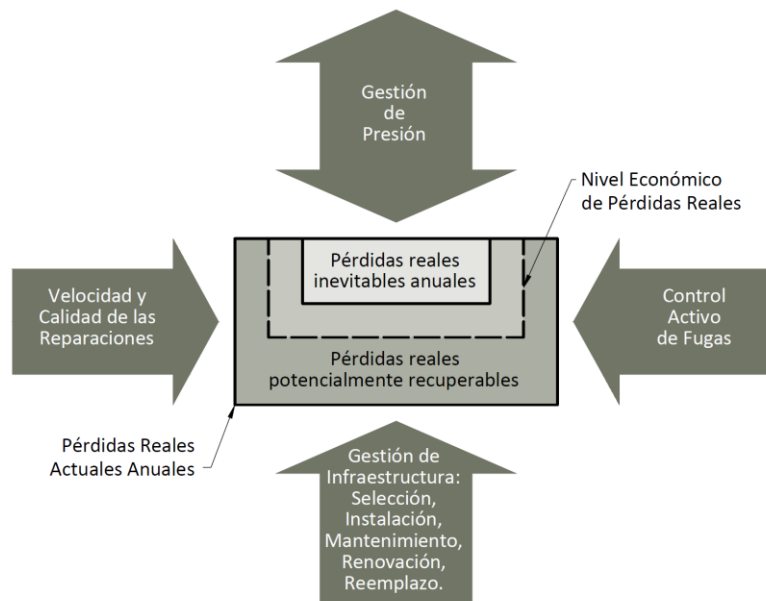 Gestión
de
Presión
Nivel Económico
de Pérdidas Reales
Pérdidas reales
inevitables anuales
Velocidad y
Calidad de las
Reparaciones
Control
Activo
de Fugas
Pérdidas reales
potencialmente recuperables
Pérdidas Reales
Actuales Anuales
Gestión de
Infraestructura:
Selección,
Instalación,
Mantenimiento,
Renovación,
Reemplazo.